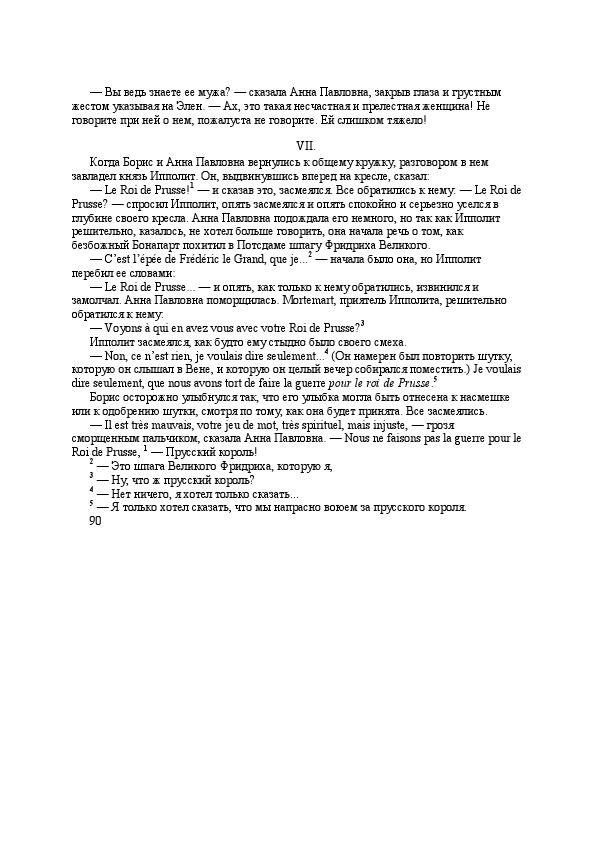 — Вы ведь знаете ее мужа? — сказала Анна Павловна, закрыв глаза и грустным
жестом указывая на Элен. — Ах, это такая несчастная и прелестная женщина! Не
говорите при ней о нем, пожалуста не говорите. Ей слишком тяжело!
VII.
Когда Борис и Анна Павловна вернулись к общему кружку, разговором в нем
завладел князь Ипполит. Он, выдвинувшись вперед на кресле, сказал:
— Le Roi de Prusse!¹ — и сказав это, засмеялся. Все обратились к нему: — Le Roi de
Prusse? — спросил Ипполит, опять засмеялся и опять спокойно и серьезно уселся в
глубине своего кресла. Анна Павловна подождала его немного, но так как Ипполит
решительно, казалось, не хотел больше говорить, она начала речь о том, как
безбожный Бонапарт похитил в Потсдаме шпагу Фридриха Великого.
— C’est l’épée de Frédéric le Grand, que je...² — начала было она, но Ипполит
перебил ее словами:
— Le Roi de Prusse... — и опять, как только к нему обратились, извинился и
замолчал. Анна Павловна поморщилась. Mortemart, приятель Ипполита, решительно
обратился к нему:
— Voyons à qui en avez vous avec votre Roi de Prusse?³
Ипполит засмеялся, как будто ему стыдно было своего смеха.
— Non, ce n’est rien, je voulais dire seulement...⁴ (Он намерен был повторить шутку,
которую он слышал в Вене, и которую он целый вечер собирался поместить.) Je voulais
dire seulement, que nous avons tort de faire la guerre pour le roi de Prusse.⁵
Борис осторожно улыбнулся так, что его улыбка могла быть отнесена к насмешке
или к одобрению шутки, смотря по тому, как она будет принята. Все засмеялись.
— Il est très mauvais, votre jeu de mot, très spirituel, mais injuste, — грозя
сморщенным пальчиком, сказала Анна Павловна. — Nous ne faisons pas la guerre pour le
Roi de Prusse, ¹ — Прусский король!
² — Это шпага Великого Фридриха, которую я,
³ — Ну, что ж прусский король?
⁴ — Нет ничего, я хотел только сказать...
⁵ — Я только хотел сказать, что мы напрасно воюем за прусского короля.
90